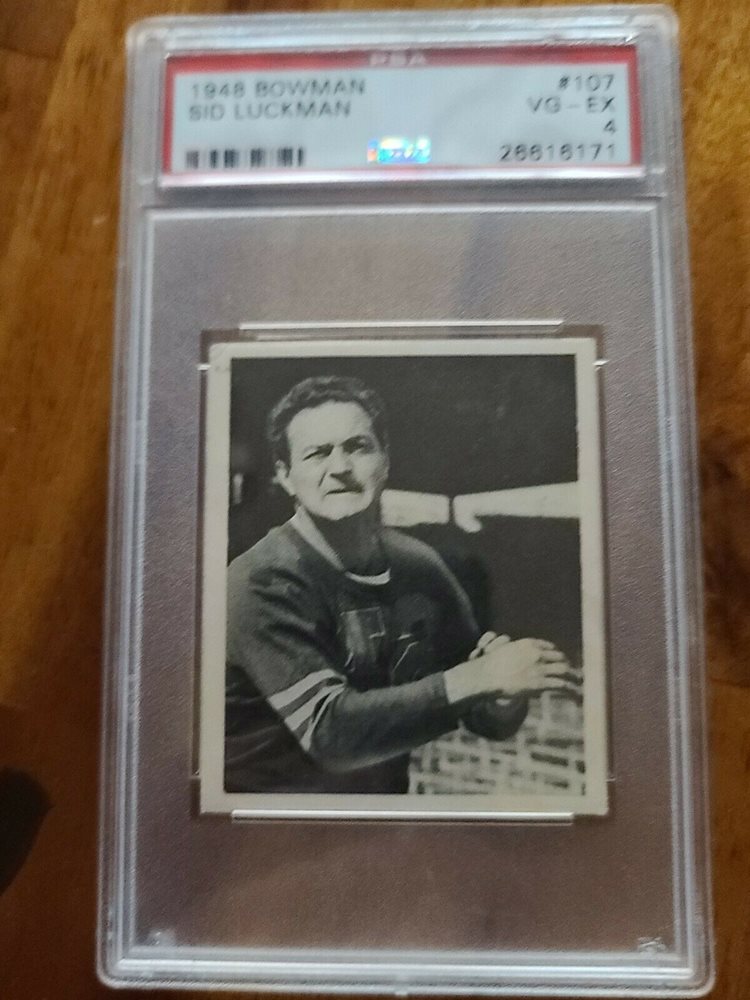 PSA
1948 BOWMAN #107
SID LUCKMAN VG - EX
4
26616171